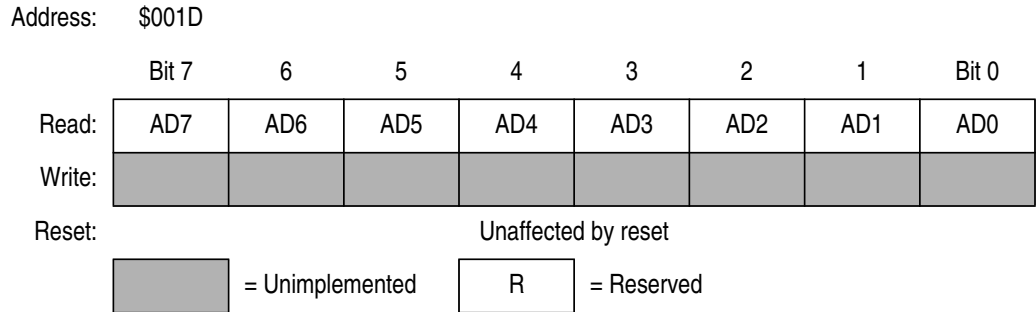 Address: $001D
Bit 7 6 5 4 3 2 1 Bit 0
Read: AD7 AD6 AD5 AD4 AD3 AD2 AD1 AD0
Write:
Reset: Unaffected by reset
= Unimplemented R = Reserved